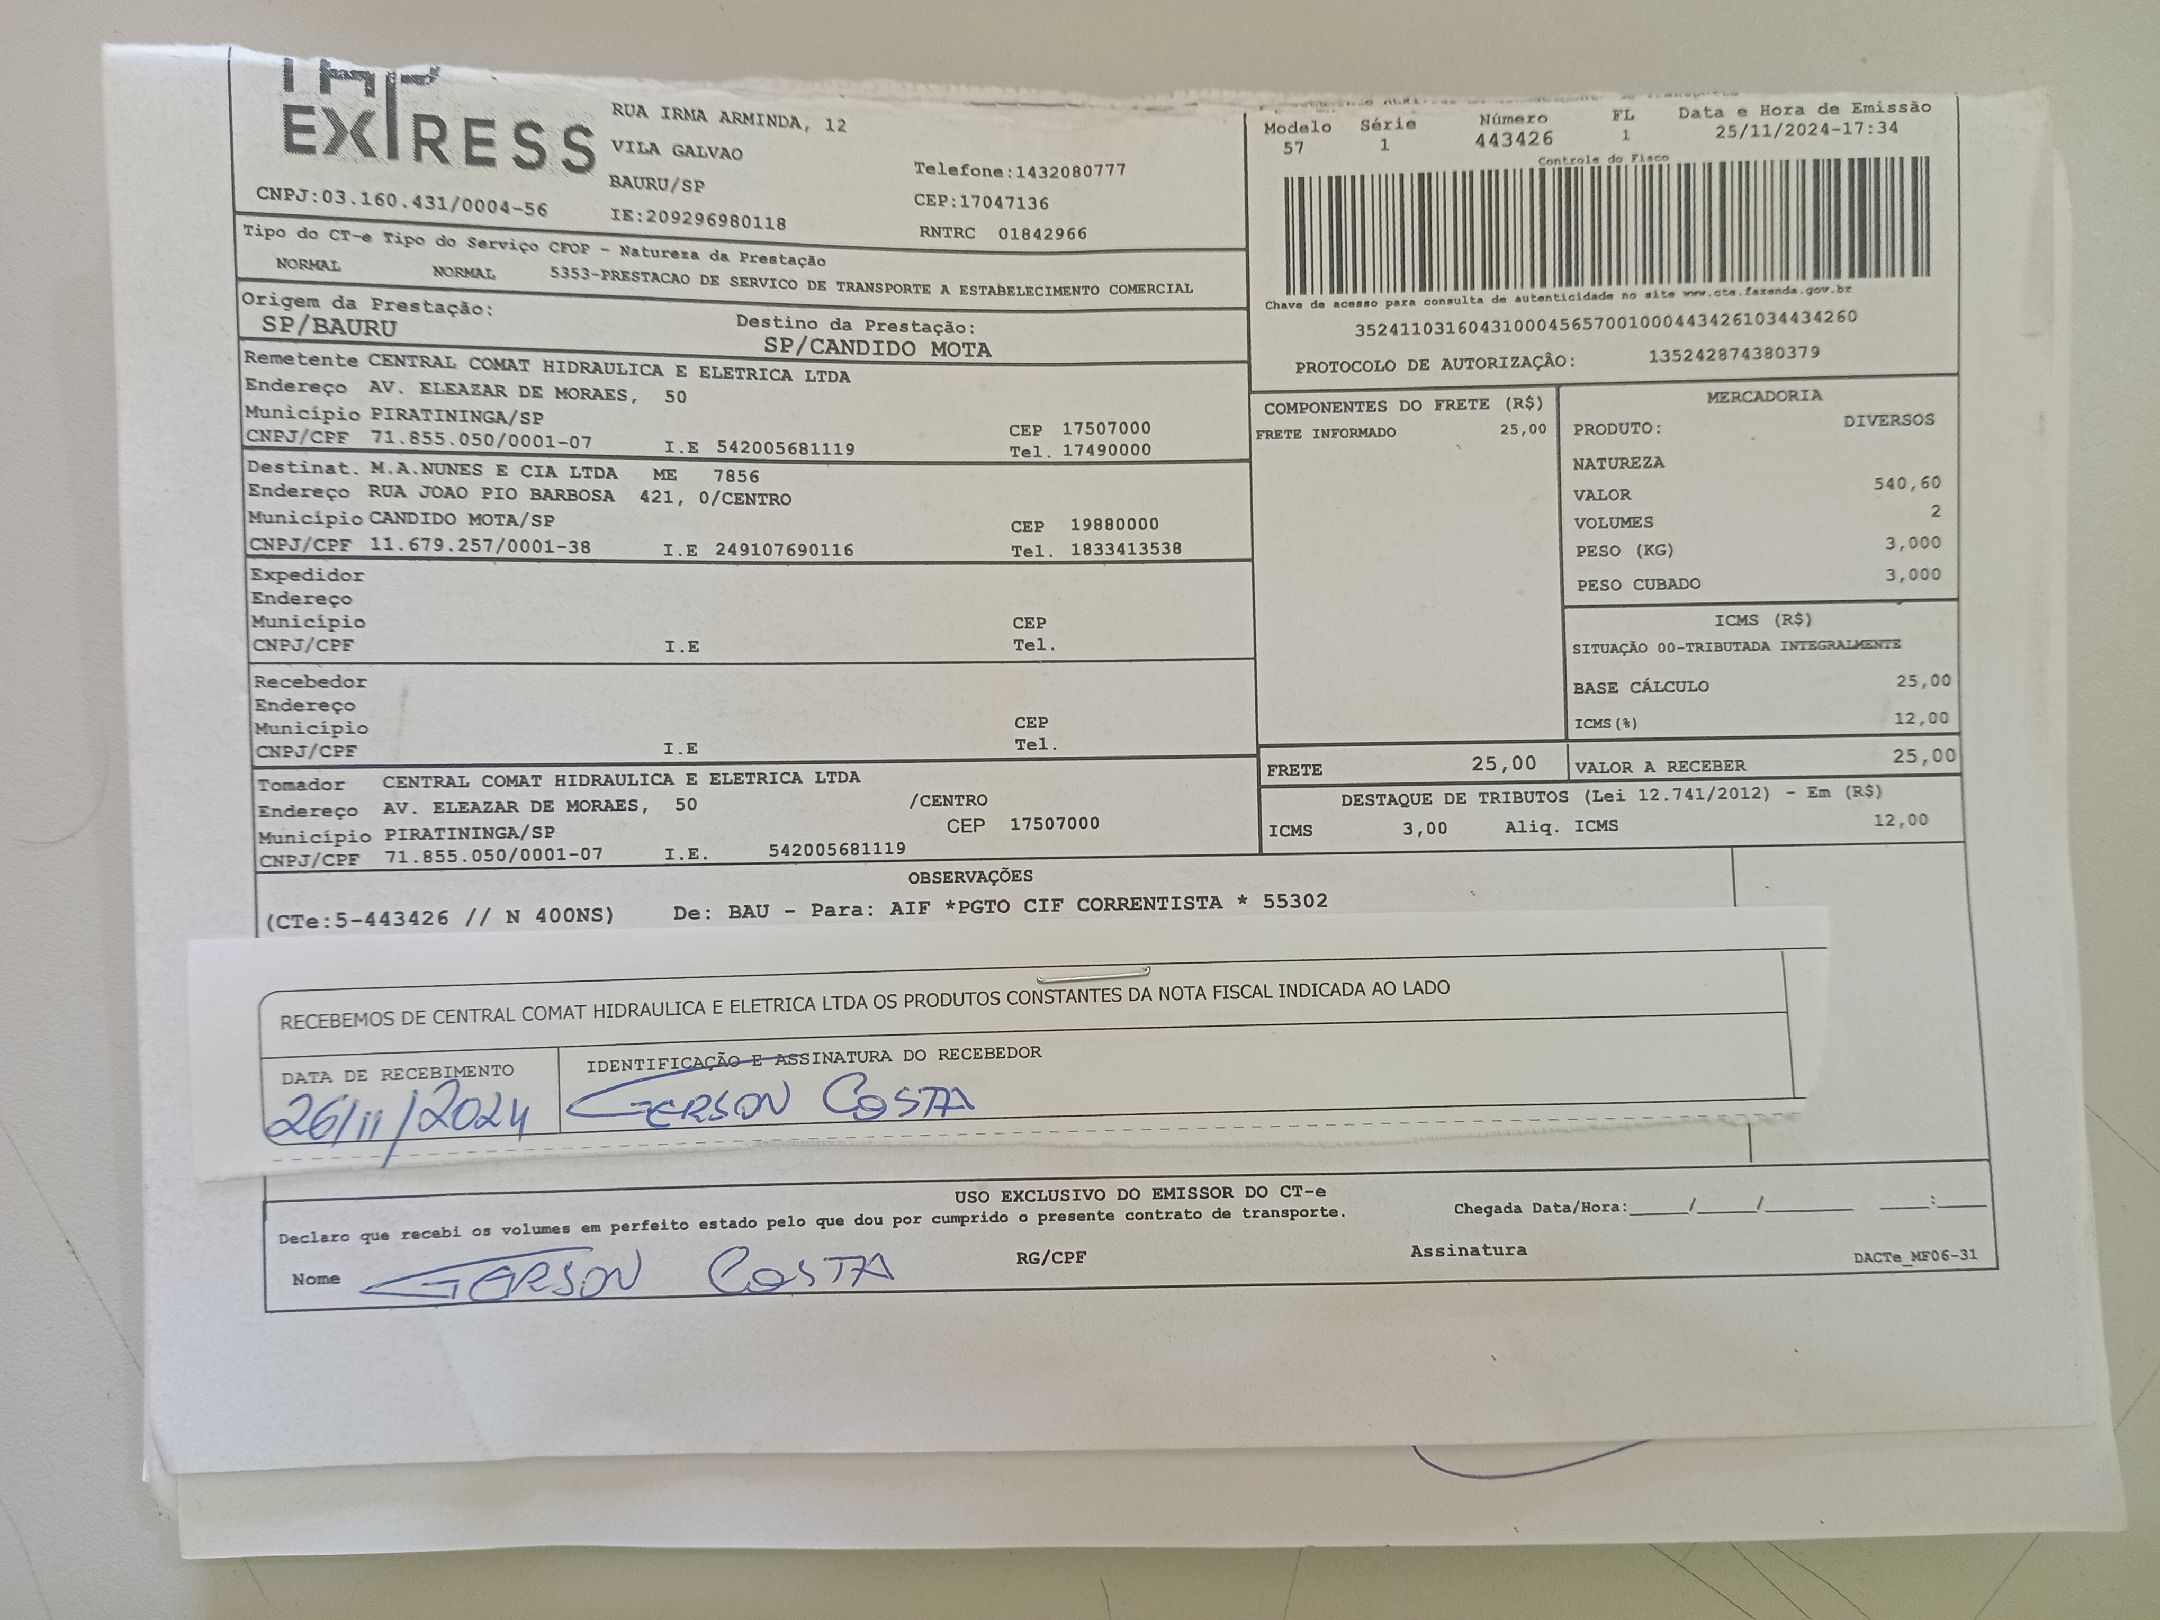 EXPRESS
RUA IRMA ARMINDA, 12
VILA GALVAO
BAURU/SP
Telefone:1432080777
CEP:17047136
CNPJ:03.160.431/0004-56
IE:209296980118
RNTRC 01842966
Modelo Série Número FL Data e Hora de Emissão
57 1 443426 1 25/11/2024-17:34
Controle do Fisco
Chave de acesso para consulta de autenticidade no site www.cte.fazenda.gov.br
35241103160431000456570010004434261034434260
PROTOCOLO DE AUTORIZAÇÂO: 135242874380379
Tipo do CT-e Tipo do Serviço CFOP - Natureza da Prestação
NORMAL NORMAL 5353-PRESTACAO DE SERVICO DE TRANSPORTE A ESTABELECIMENTO COMERCIAL
Origem da Prestação: Destino da Prestação:
SP/BAURU SP/CANDIDO MOTA
Remetente CENTRAL COMAT HIDRAULICA E ELETRICA LTDA
Endereço AV. ELEAZAR DE MORAES, 50
Município PIRATININGA/SP CEP 17507000
CNPJ/CPF 71.855.050/0001-07 I.E 542005681119 Tel. 17490000
Destinat. M.A.NUNES E CIA LTDA ME 7856
Endereço RUA JOAO PIO BARBOSA 421, 0/CENTRO
Município CANDIDO MOTA/SP CEP 19880000
CNPJ/CPF 11.679.257/0001-38 I.E 249107690116 Tel. 1833413538
Expedidor
Endereço
Município CEP
CNPJ/CPF I.E Tel.
Recebedor
Endereço
Município CEP
CNPJ/CPF I.E Tel.
Tomador CENTRAL COMAT HIDRAULICA E ELETRICA LTDA
Endereço AV. ELEAZAR DE MORAES, 50 /CENTRO
Município PIRATININGA/SP CEP 17507000
CNPJ/CPF 71.855.050/0001-07 I.E. 542005681119
COMPONENTES DO FRETE (R$)
FRETE INFORMADO 25,00
MERCADORIA
PRODUTO: DIVERSOS
NATUREZA
VALOR 540,60
VOLUMES 2
PESO (KG) 3,000
PESO CUBADO 3,000
ICMS (R$)
SITUAÇÃO 00-TRIBUTADA INTEGRALMENTE
BASE CÁLCULO 25,00
ICMS(%) 12,00
FRETE 25,00 VALOR A RECEBER 25,00
DESTAQUE DE TRIBUTOS (Lei 12.741/2012) - Em (R$)
ICMS 3,00 Aliq. ICMS 12,00
OBSERVAÇÕES
(CTe:5-443426 // N 400NS) De: BAU - Para: AIF *PGTO CIF CORRENTISTA * 55302
RECEBEMOS DE CENTRAL COMAT HIDRAULICA E ELETRICA LTDA OS PRODUTOS CONSTANTES DA NOTA FISCAL INDICADA AO LADO
DATA DE RECEBIMENTO IDENTIFICAÇÃO E ASSINATURA DO RECEBEDOR
26/11/2024 GERSON COSTA
USO EXCLUSIVO DO EMISSOR DO CT-e
Declaro que recebi os volumes em perfeito estado pelo que dou por cumprido o presente contrato de transporte. Chegada Data/Hora:_____/_____/________ ____:____
Nome GERSON COSTA RG/CPF Assinatura DACTe_MF06-31